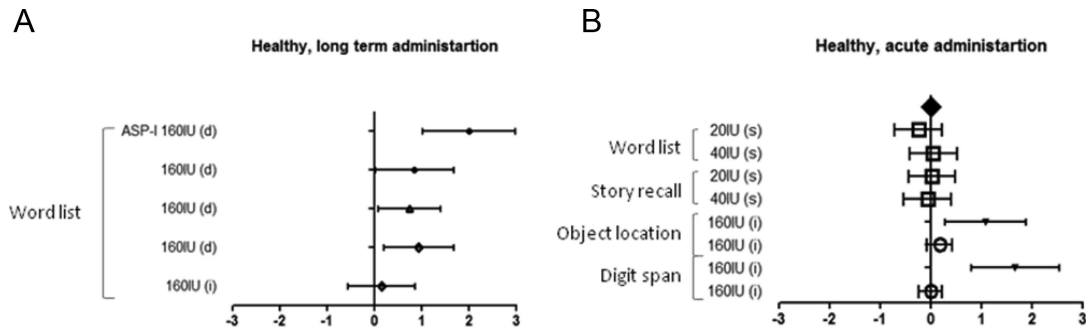 A
Healthy, long term administartion
Word list
ASP-I 160IU (d)
160IU (d)
160IU (d)
160IU (d)
160IU (i)
-3 -2 -1 0 1 2 3
B
Healthy, acute administartion
Word list
20IU (s)
40IU (s)
Story recall
20IU (s)
40IU (s)
Object location
160IU (i)
160IU (i)
Digit span
160IU (i)
160IU (i)
-3 -2 -1 0 1 2 3